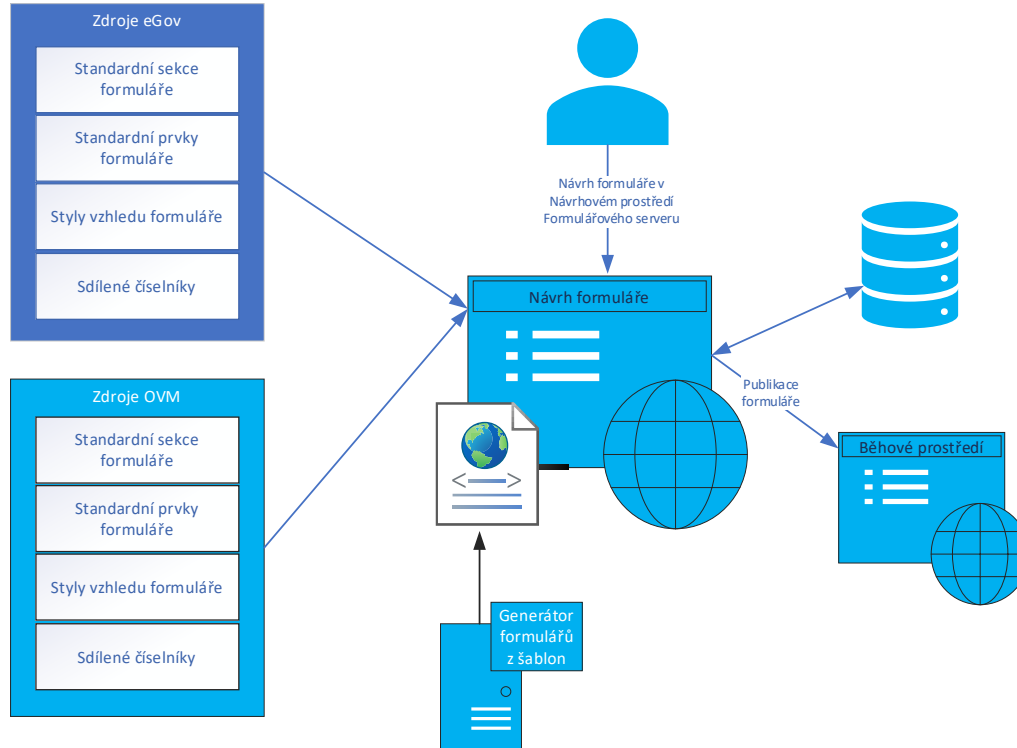 Zdroje eGov
Standardní sekce
formuláře
Standardní prvky
formuláře
Styly vzhledu formuláře
Sdílené číselníky
Zdroje OVM
Standardní sekce
formuláře
Standardní prvky
formuláře
Styly vzhledu formuláře
Sdílené číselníky
Návrh formuláře v
Návrhovém prostředí
Formulářového serveru
Návrh formuláře
Publikace
formuláře
Běhové prostředí
Generátor
formulářů
z šablon